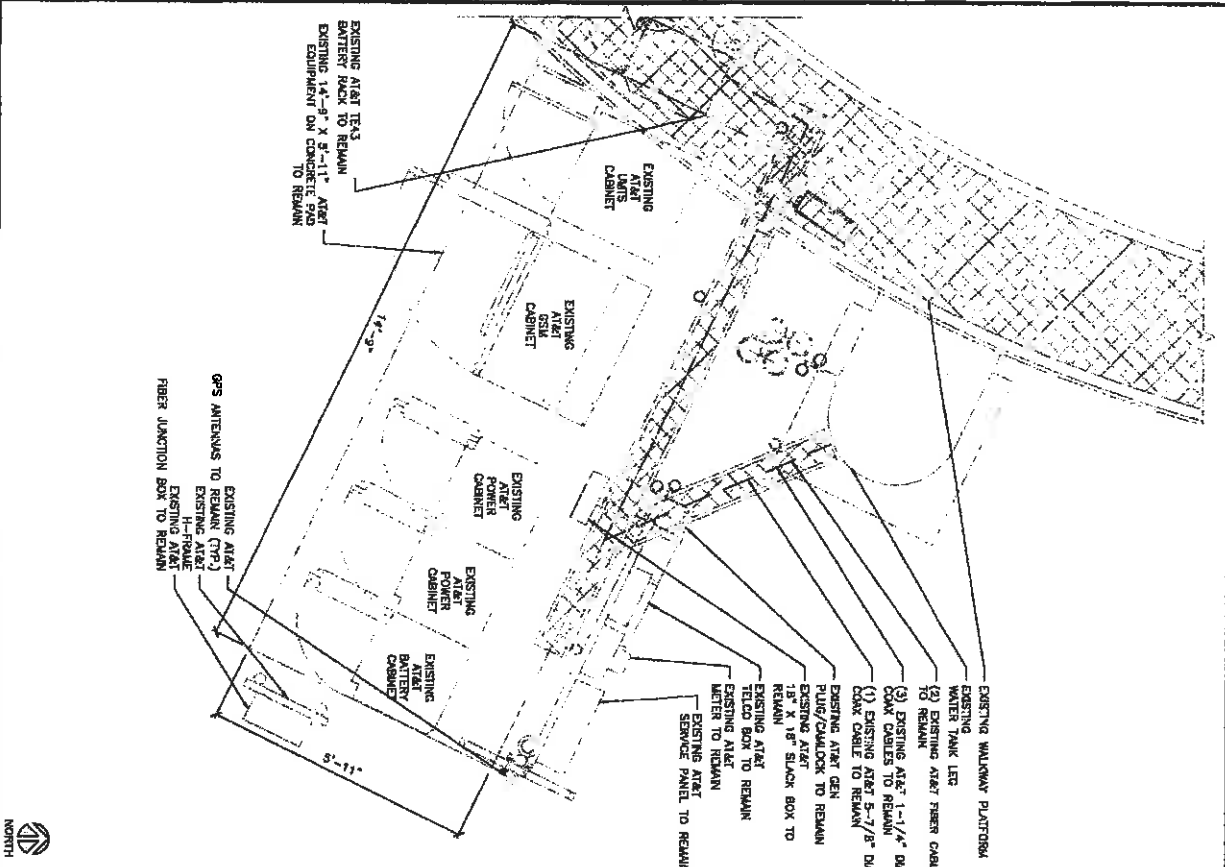 EXISTING AT&T TE43
BATTERY RACK TO REMAIN
EXISTING 14'-9" X 5'-11" AT&T
EQUIPMENT ON CONCRETE PAD
TO REMAIN
EXISTING
AT&T
UMTS
CABINET
EXISTING
AT&T
GSM
CABINET
EXISTING
AT&T
POWER
CABINET
EXISTING
AT&T
POWER
CABINET
EXISTING
AT&T
BATTERY
CABINET
14'-9"
5'-11"
EXISTING AT&T
GPS ANTENNAS TO REMAIN (TYP.)
EXISTING AT&T
H-FRAME
EXISTING AT&T
FIBER JUNCTION BOX TO REMAIN
EXISTING WALKWAY PLATFORM
EXISTING
WATER TANK LEG
(2) EXISTING AT&T FIBER CABL
TO REMAIN
(3) EXISTING AT&T 1-1/4" DI
COAX CABLES TO REMAIN
(1) EXISTING AT&T 5-7/8" DI
COAX CABLE TO REMAIN
EXISTING AT&T GEN
PLUG/CAMLOCK TO REMAIN
EXISTING AT&T
18" X 18" SLACK BOX TO
REMAIN
EXISTING AT&T
TELCO BOX TO REMAIN
EXISTING AT&T
METER TO REMAIN
EXISTING AT&T
SERVICE PANEL TO REMAIN
NORTH